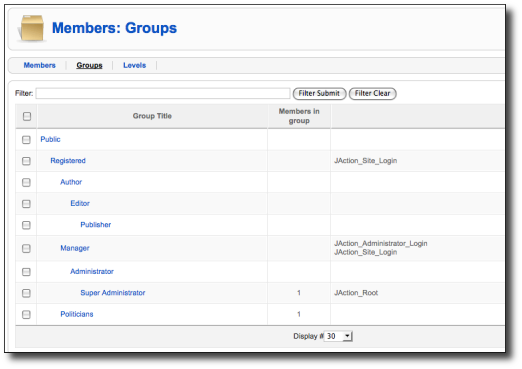 Members: Groups
Members Groups Levels
Filter: Filter Submit Filter Clear
Group Title Members in group
Public
Registered JAction_Site_Login
Author
Editor
Publisher
Manager JAction_Administrator_Login
JAction_Site_Login
Administrator
Super Administrator 1 JAction_Root
Politicians 1
Display # 30